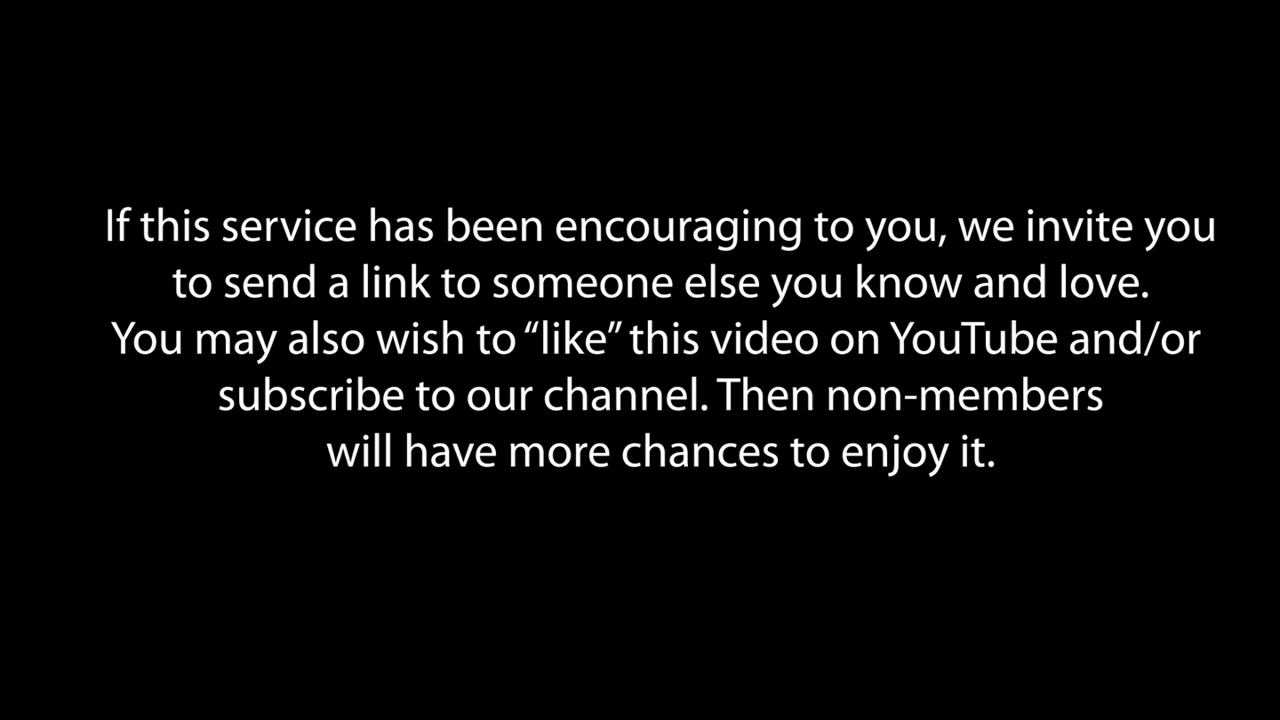 If this service has been encouraging to you, we invite you
to send a link to someone else you know and love.
You may also wish to “like” this video on YouTube and/or
subscribe to our channel. Then non-members
will have more chances to enjoy it.